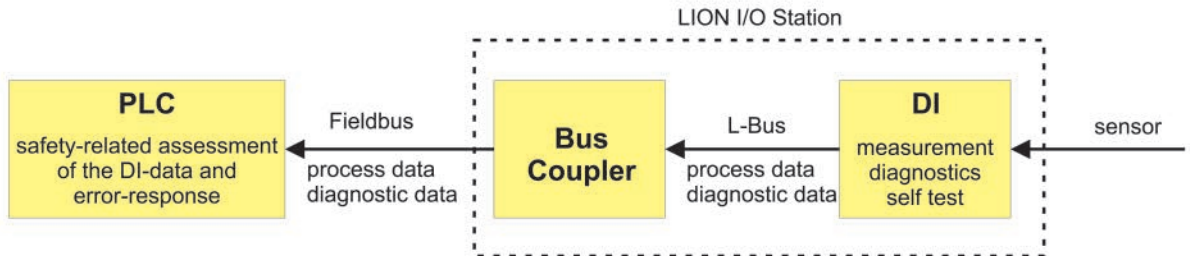 LION I/O Station
PLC
safety-related assessment
of the DI-data and
error-response
Fieldbus
process data
diagnostic data
Bus
Coupler
L-Bus
process data
diagnostic data
DI
measurement
diagnostics
self test
sensor